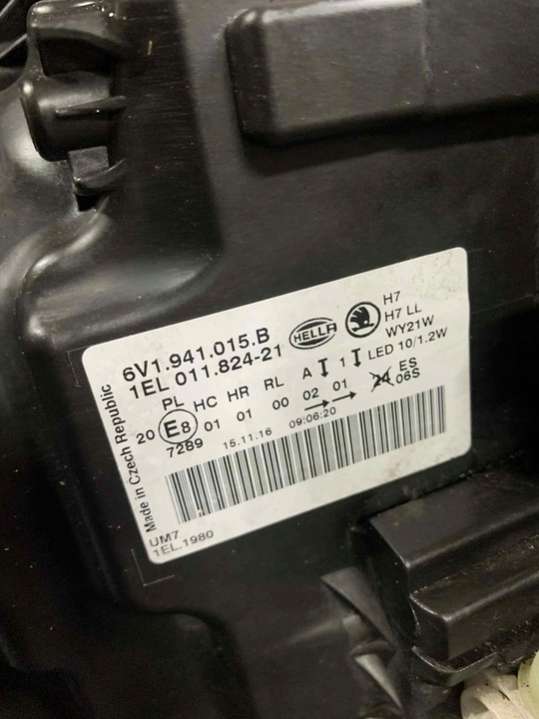 6V1.941.015.B
1EL 011.824-21
HELLA
H7
H7 LL
WY21W
LED 10/1.2W
PL HC HR RL A 1
20 E8 01 01 00 02 01
24 ES
06S
7289
15.11.16
09:06:20
Made in Czech Republic
UM7
1EL.1980